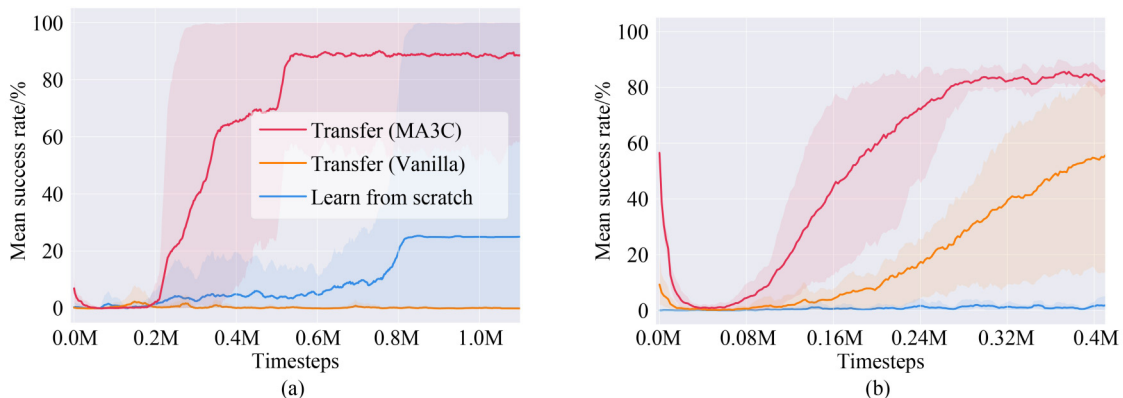 100
80
60
40
20
0
Mean success rate/%
Transfer (MA3C)
Transfer (Vanilla)
Learn from scratch
0.0M 0.2M 0.4M 0.6M 0.8M 1.0M
Timesteps
(a)
100
80
60
40
20
0
Mean success rate/%
0.0M 0.08M 0.16M 0.24M 0.32M 0.4M
Timesteps
(b)